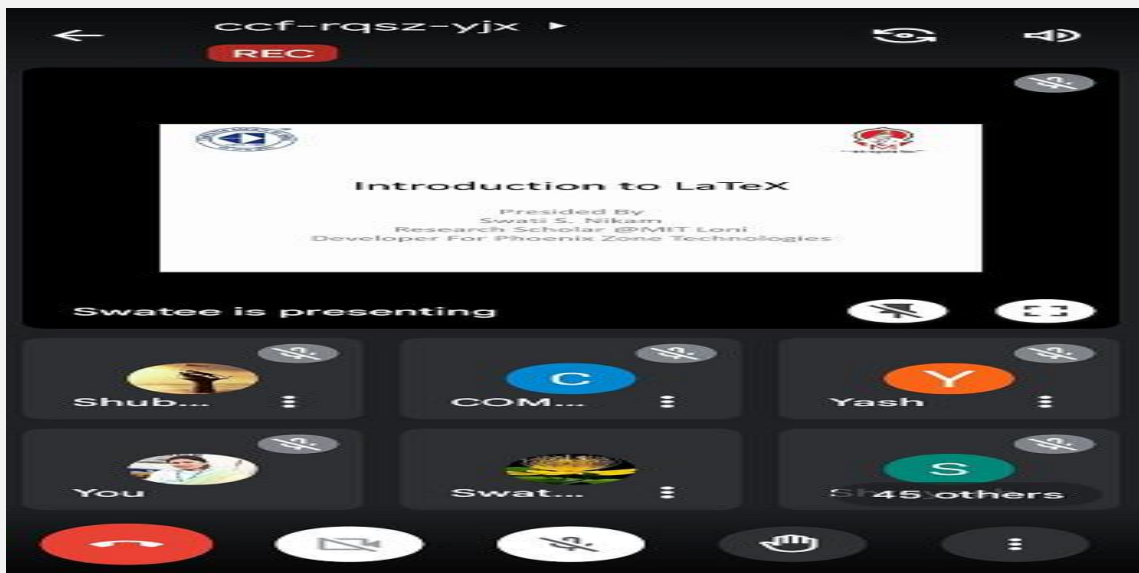 ccf-rqsz-yjx
REC
Introduction to LaTeX
Presided By
Swati S. Nikam
Research Scholar @MIT Loni
Developer For Phoenix Zone Technologies
Swatee is presenting
Shub...
C
COM...
Y
Yash
You
Swat...
S
45 others